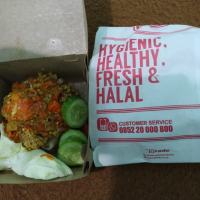 HYGIENIC,
HEALTHY,
FRESH &
HALAL
CUSTOMER SERVICE
0852 20 000 800